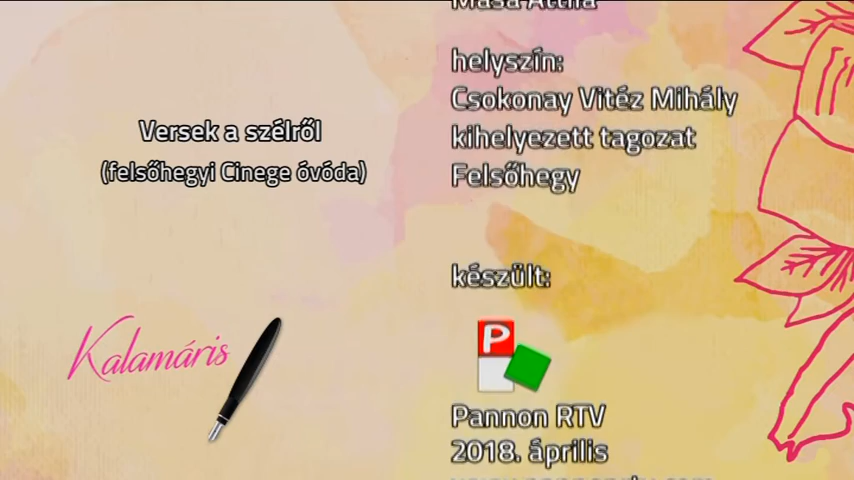 Versek a szélről
(felsőhegyi Cinege óvóda)
Kalamáris
helyszín:
Csokonay Vitéz Mihály
kihelyezett tagozat
Felsőhegy
készült:
P
Pannon RTV
2018. április